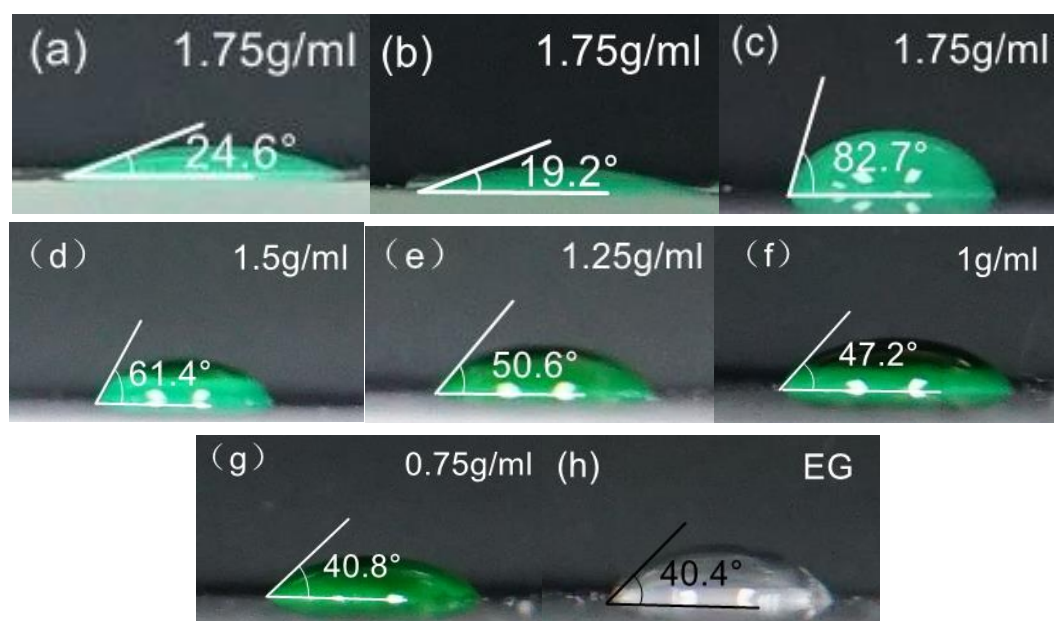 (a) 1.75g/ml
24.6°
(b) 1.75g/ml
19.2°
(c) 1.75g/ml
82.7°
（d） 1.5g/ml
61.4°
（e） 1.25g/ml
50.6°
（f） 1g/ml
47.2°
（g） 0.75g/ml
40.8°
(h) EG
40.4°